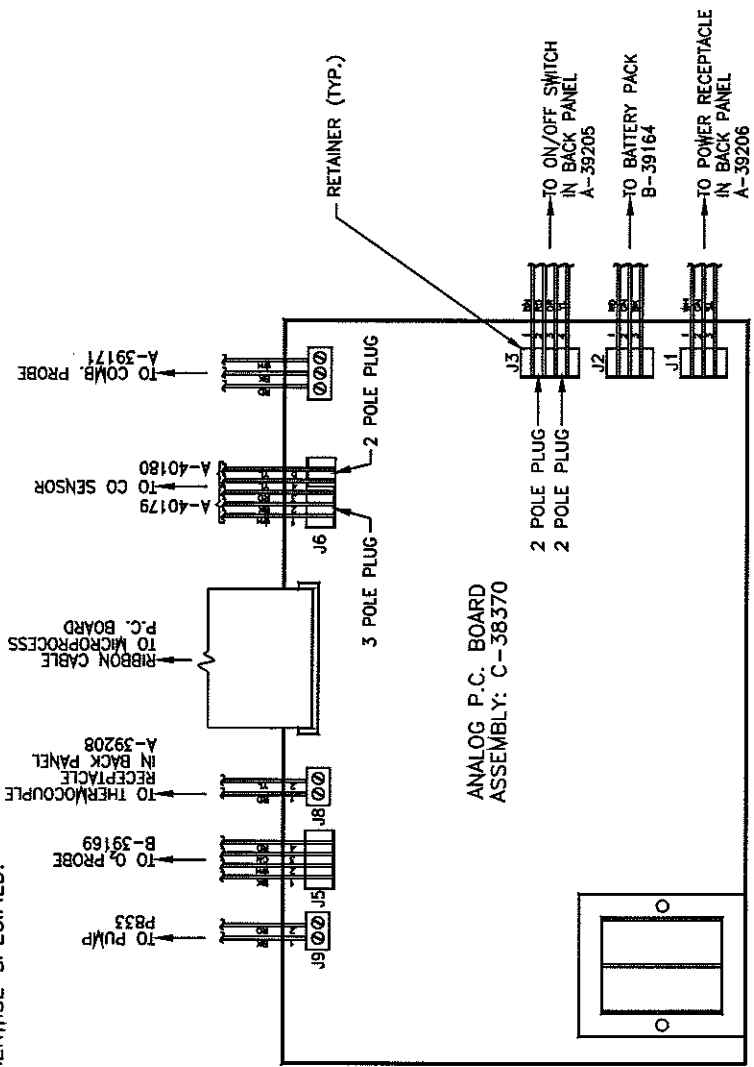 RETAINER (TYP.)
TO ON/OFF SWITCH
IN BACK PANEL
A-39205
TO BATTERY PACK
B-39164
TO POWER RECEPTACLE
IN BACK PANEL
A-39206
J3
J2
J1
2 POLE PLUG
2 POLE PLUG
TO COMB. PROBE
A-39171
A-40179
TO CO SENSOR
A-40180
J6
2 POLE PLUG
3 POLE PLUG
RIBBON CABLE
TO MICROPROCESS
P.C. BOARD
TO THERMOCOUPLE
RECEPTACLE
IN BACK PANEL
A-39208
J8
TO O₂ PROBE
B-39169
J5
TO PUMP
P833
J9
ANALOG P.C. BOARD
ASSEMBLY: C-38370